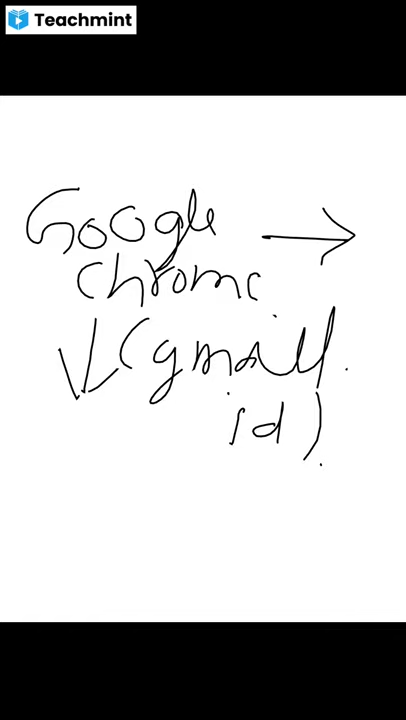 Teachmint
Google →
chrome
↓ (gmail
id)